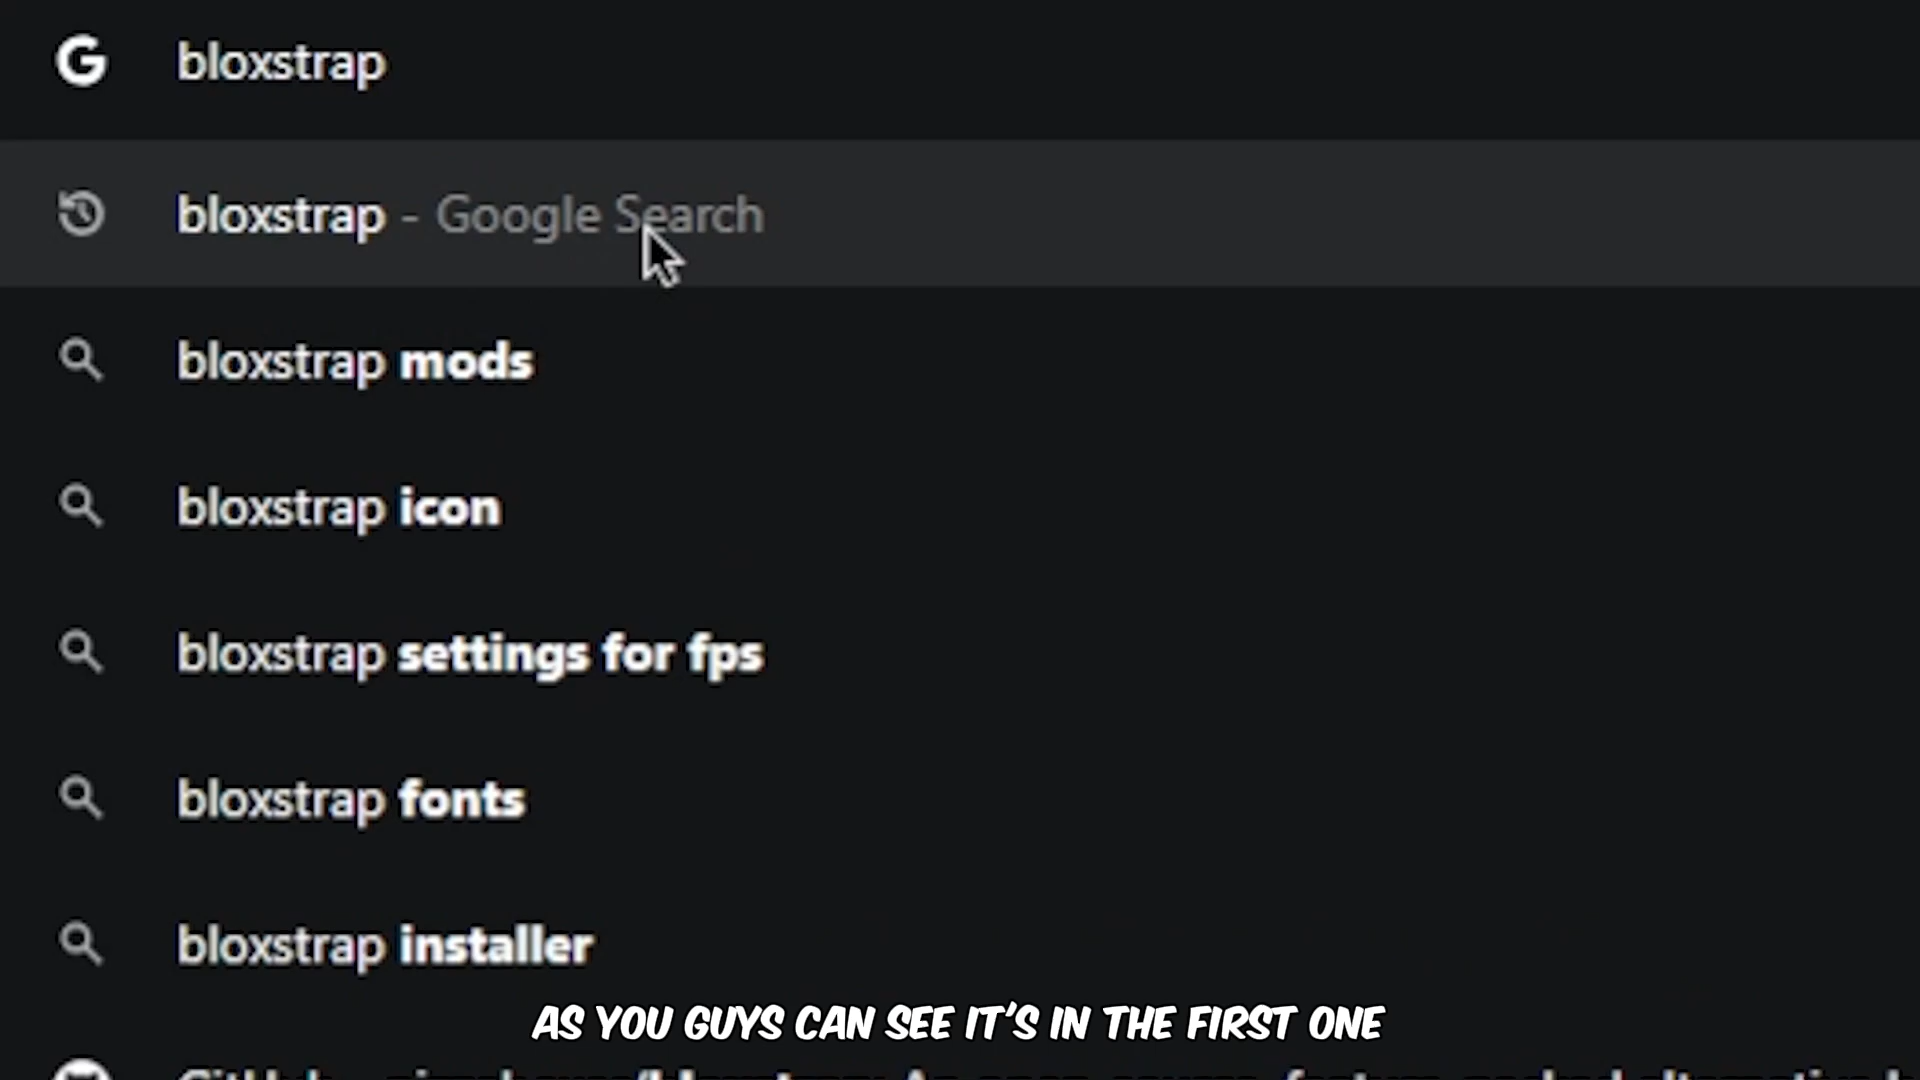 bloxstrap
bloxstrap - Google Search
bloxstrap mods
bloxstrap icon
bloxstrap settings for fps
bloxstrap fonts
bloxstrap installer
AS YOU GUYS CAN SEE IT'S IN THE FIRST ONE